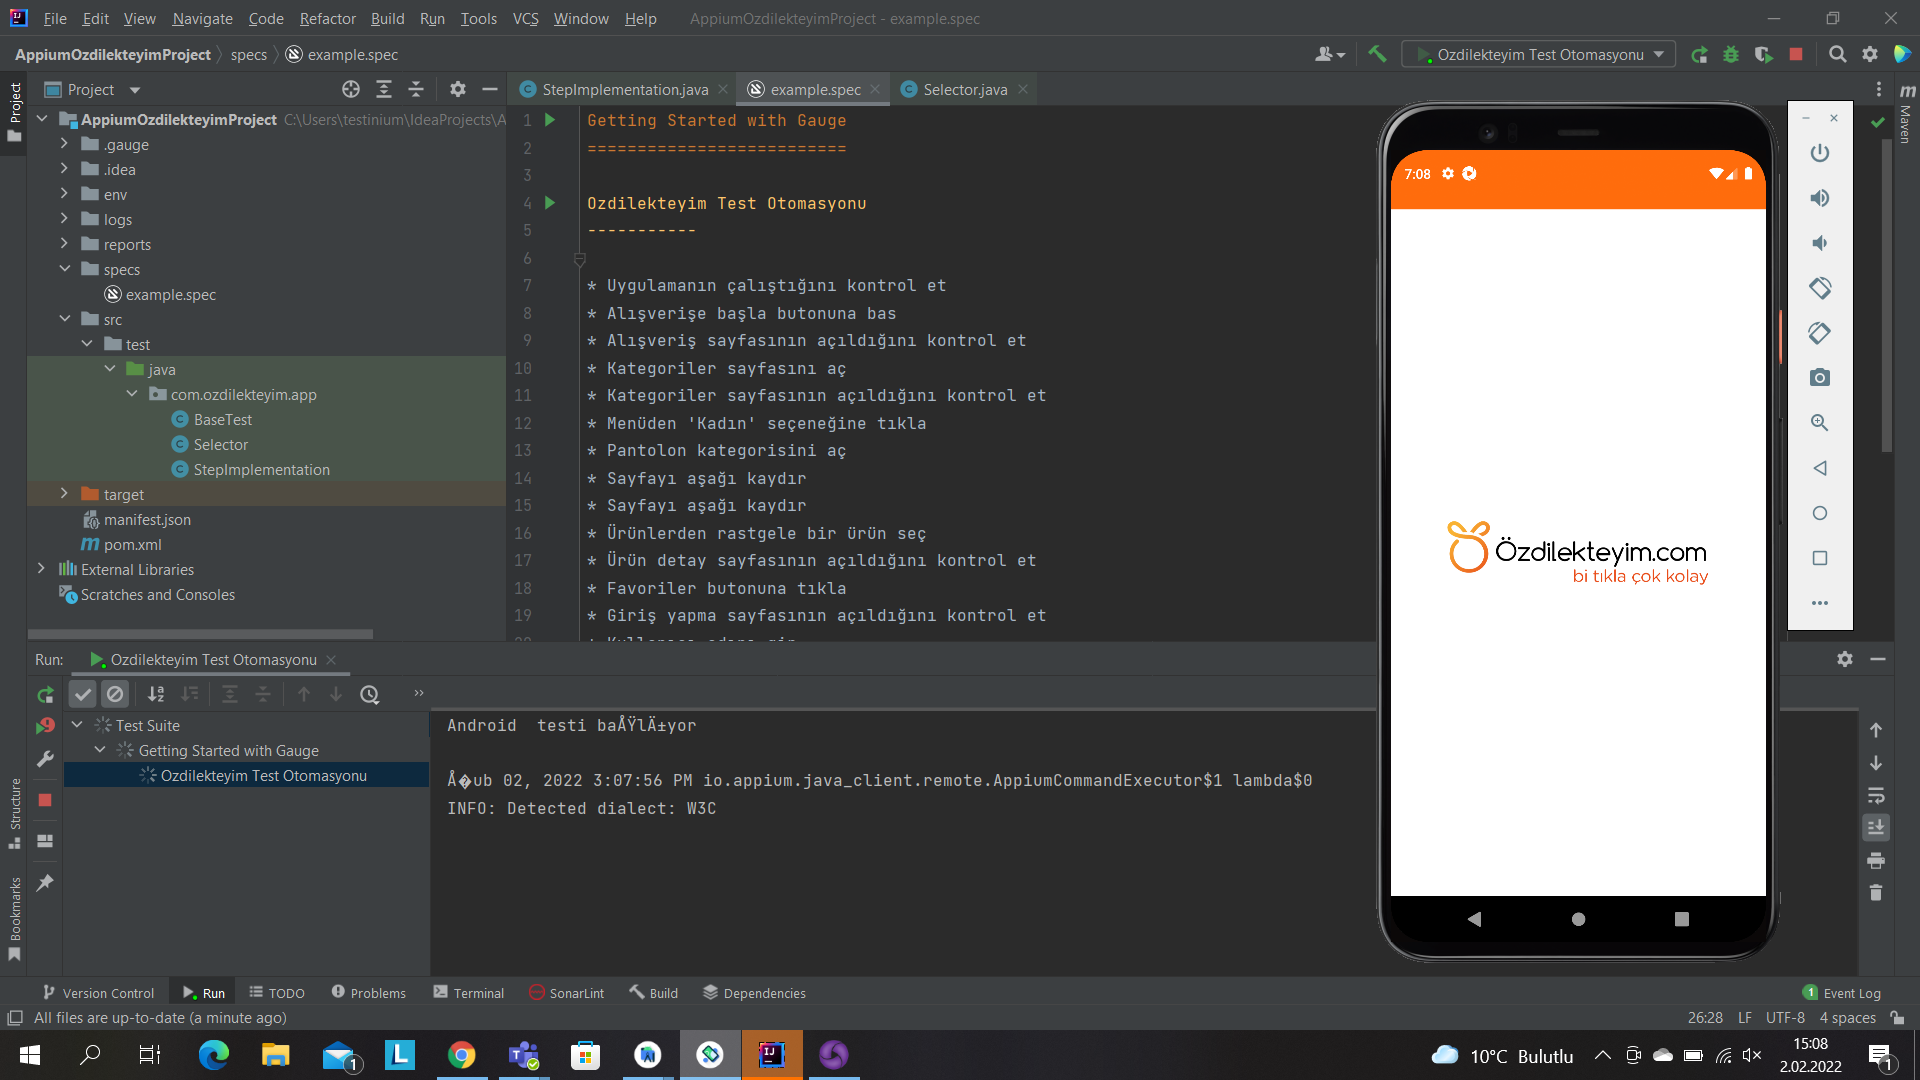 File Edit View Navigate Code Refactor Build Run Tools VCS Window Help AppiumOzdilekteyimProject - example.spec
AppiumOzdilekteyimProject specs example.spec
Ozdilekteyim Test Otomasyonu
Project
StepImplementation.java
example.spec
Selector.java
Project
Maven
AppiumOzdilekteyimProject C:\Users\testinium\IdeaProjects\A
.gauge
.idea
env
logs
reports
specs
example.spec
src
test
java
com.ozdilekteyim.app
BaseTest
Selector
StepImplementation
target
manifest.json
pom.xml
External Libraries
Scratches and Consoles
1 Getting Started with Gauge
2 ==========================
3
4 Ozdilekteyim Test Otomasyonu
5 -----------
6
7 * Uygulamanın çalıştığını kontrol et
8 * Alışverişe başla butonuna bas
9 * Alışveriş sayfasının açıldığını kontrol et
10 * Kategoriler sayfasını aç
11 * Kategoriler sayfasının açıldığını kontrol et
12 * Menüden 'Kadın' seçeneğine tıkla
13 * Pantolon kategorisini aç
14 * Sayfayı aşağı kaydır
15 * Sayfayı aşağı kaydır
16 * Ürünlerden rastgele bir ürün seç
17 * Ürün detay sayfasının açıldığını kontrol et
18 * Favoriler butonuna tıkla
19 * Giriş yapma sayfasının açıldığını kontrol et
7:08
Özdilekteyim.com
bi tıkla çok kolay
Run: Ozdilekteyim Test Otomasyonu
Test Suite
Getting Started with Gauge
Ozdilekteyim Test Otomasyonu
Android  testi baÅŸlÄ±yor
Å�ub 02, 2022 3:07:56 PM io.appium.java_client.remote.AppiumCommandExecutor$1 lambda$0
INFO: Detected dialect: W3C
Structure
Bookmarks
Version Control Run TODO Problems Terminal SonarLint Build Dependencies
1 Event Log
All files are up-to-date (a minute ago)
26:28 LF UTF-8 4 spaces
1
10°C Bulutlu
15:08
2.02.2022
1